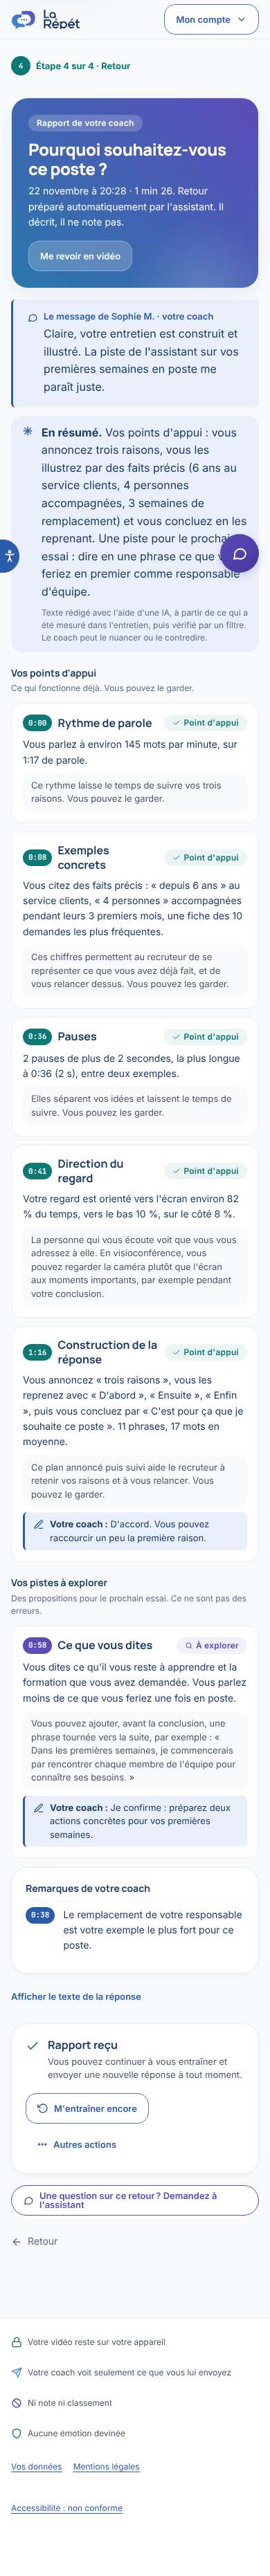 La
Répét
Mon compte
4
Étape 4 sur 4 · Retour
Rapport de votre coach
Pourquoi souhaitez-vous
ce poste ?
22 novembre à 20:28 · 1 min 26. Retour
préparé automatiquement par l'assistant. Il
décrit, il ne note pas.
Me revoir en vidéo
Le message de Sophie M. · votre coach
Claire, votre entretien est construit et
illustré. La piste de l'assistant sur vos
premières semaines en poste me
paraît juste.
En résumé. Vos points d'appui : vous
annoncez trois raisons, vous les
illustrez par des faits précis (6 ans au
service clients, 4 personnes
accompagnées, 3 semaines de
remplacement) et vous concluez en les
reprenant. Une piste pour le prochain
essai : dire en une phrase ce que
feriez en premier comme responsable
d'équipe.
Texte rédigé avec l'aide d'une IA, à partir de ce qui a
été mesuré dans l'entretien, puis vérifié par un filtre.
Le coach peut le nuancer ou le contredire.
Vos points d'appui
Ce qui fonctionne déjà. Vous pouvez le garder.
0:00 Rythme de parole Point d'appui
Vous parlez à environ 145 mots par minute, sur
1:17 de parole.
Ce rythme laisse le temps de suivre vos trois
raisons. Vous pouvez le garder.
0:08 Exemples
concrets Point d'appui
Vous citez des faits précis : « depuis 6 ans » au
service clients, « 4 personnes » accompagnées
pendant leurs 3 premiers mois, une fiche des 10
demandes les plus fréquentes.
Ces chiffres permettent au recruteur de se
représenter ce que vous avez déjà fait, et de
vous relancer dessus. Vous pouvez les garder.
0:36 Pauses Point d'appui
2 pauses de plus de 2 secondes, la plus longue
à 0:36 (2 s), entre deux exemples.
Elles séparent vos idées et laissent le temps de
suivre. Vous pouvez les garder.
0:41 Direction du
regard Point d'appui
Votre regard est orienté vers l'écran environ 82
% du temps, vers le bas 10 %, sur le côté 8 %.
La personne qui vous écoute voit que vous vous
adressez à elle. En visioconférence, vous
pouvez regarder la caméra plutôt que l'écran
aux moments importants, par exemple pendant
votre conclusion.
1:16 Construction de la
réponse Point d'appui
Vous annoncez « trois raisons », vous les
reprenez avec « D'abord », « Ensuite », « Enfin
», puis vous concluez par « C'est pour ça que je
souhaite ce poste ». 11 phrases, 17 mots en
moyenne.
Ce plan annoncé puis suivi aide le recruteur à
retenir vos raisons et à vous relancer. Vous
pouvez le garder.
Votre coach : D'accord. Vous pouvez
raccourcir un peu la première raison.
Vos pistes à explorer
Des propositions pour le prochain essai. Ce ne sont pas des
erreurs.
0:58 Ce que vous dites À explorer
Vous dites ce qu'il vous reste à apprendre et la
formation que vous avez demandée. Vous parlez
moins de ce que vous feriez une fois en poste.
Vous pouvez ajouter, avant la conclusion, une
phrase tournée vers la suite, par exemple : «
Dans les premières semaines, je commencerais
par rencontrer chaque membre de l'équipe pour
connaître ses besoins. »
Votre coach : Je confirme : préparez deux
actions concrètes pour vos premières
semaines.
Remarques de votre coach
0:38 Le remplacement de votre responsable
est votre exemple le plus fort pour ce
poste.
Afficher le texte de la réponse
Rapport reçu
Vous pouvez continuer à vous entraîner et
envoyer une nouvelle réponse à tout moment.
M'entraîner encore
Autres actions
Une question sur ce retour ? Demandez à
l'assistant
Retour
Votre vidéo reste sur votre appareil
Votre coach voit seulement ce que vous lui envoyez
Ni note ni classement
Aucune émotion devinée
Vos données Mentions légales
Accessibilité : non conforme